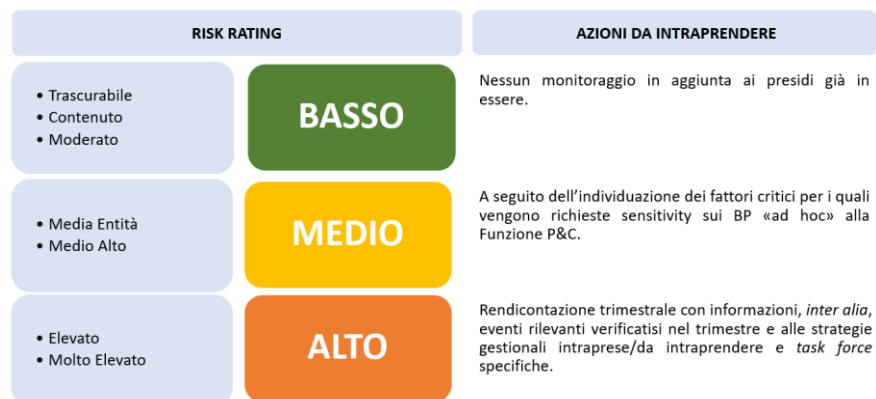 RISK RATING
AZIONI DA INTRAPRENDERE
• Trascurabile
• Contenuto
• Moderato
BASSO
Nessun monitoraggio in aggiunta ai presidi già in
essere.
• Media Entità
• Medio Alto
MEDIO
A seguito dell’individuazione dei fattori critici per i quali
vengono richieste sensitivity sui BP «ad hoc» alla
Funzione P&C.
• Elevato
• Molto Elevato
ALTO
Rendicontazione trimestrale con informazioni, inter alia,
eventi rilevanti verificatisi nel trimestre e alle strategie
gestionali intraprese/da intraprendere e task force
specifiche.